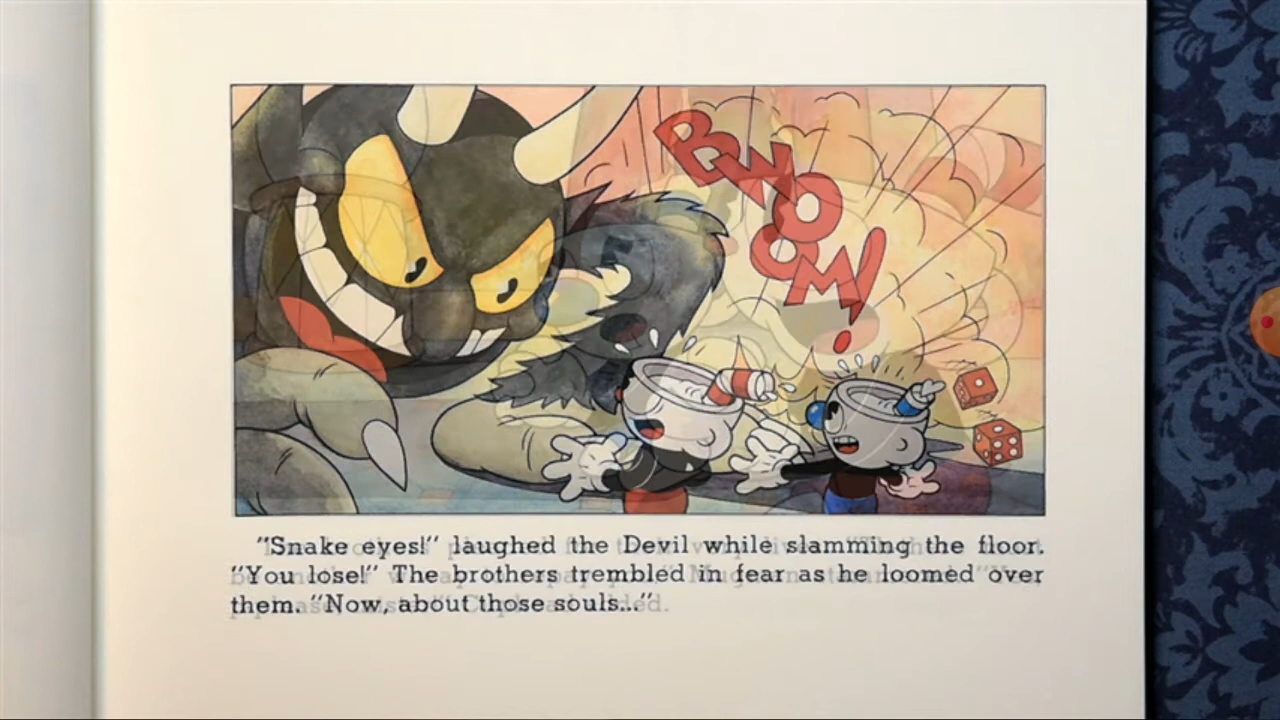 BWOOM!
"Snake eyes!" laughed the Devil while slamming the floor.
"You lose!" The brothers trembled in fear as he loomed over
them. "Now, about those souls..."